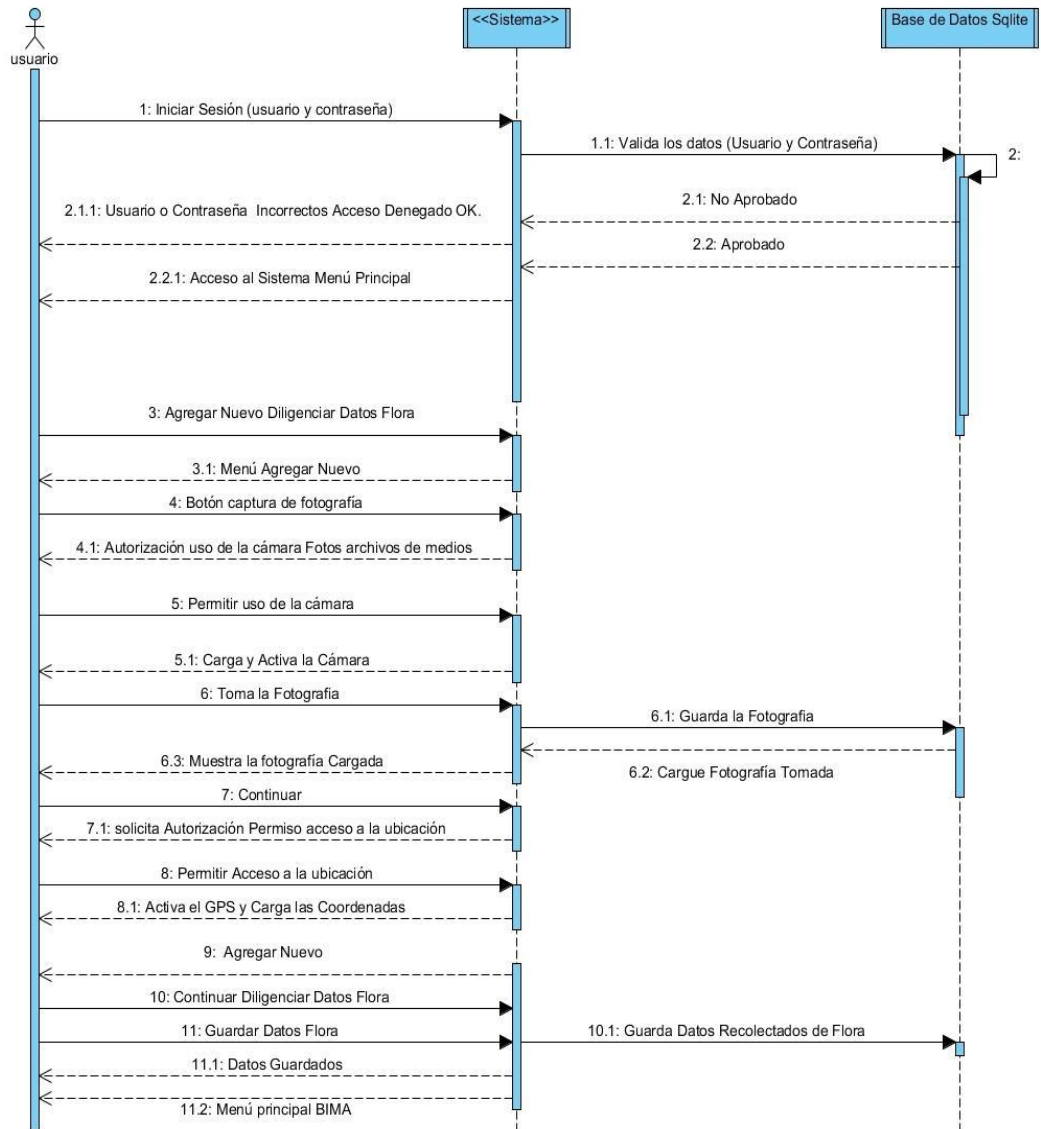 <<Sistema>>
Base de Datos Sqlite
usuario
1: Iniciar Sesión (usuario y contraseña)
1.1: Valida los datos (Usuario y Contraseña)
2:
2.1: No Aprobado
2.1.1: Usuario o Contraseña Incorrectos Acceso Denegado OK.
2.2: Aprobado
2.2.1: Acceso al Sistema Menú Principal
3: Agregar Nuevo Diligenciar Datos Flora
3.1: Menú Agregar Nuevo
4: Botón captura de fotografía
4.1: Autorización uso de la cámara Fotos archivos de medios
5: Permitir uso de la cámara
5.1: Carga y Activa la Cámara
6: Toma la Fotografia
6.1: Guarda la Fotografia
6.3: Muestra la fotografía Cargada
6.2: Cargue Fotografía Tomada
7: Continuar
7.1: solicita Autorización Permiso acceso a la ubicación
8: Permitir Acceso a la ubicación
8.1: Activa el GPS y Carga las Coordenadas
9: Agregar Nuevo
10: Continuar Diligenciar Datos Flora
11: Guardar Datos Flora
10.1: Guarda Datos Recolectados de Flora
11.1: Datos Guardados
11.2: Menú principal BIMA